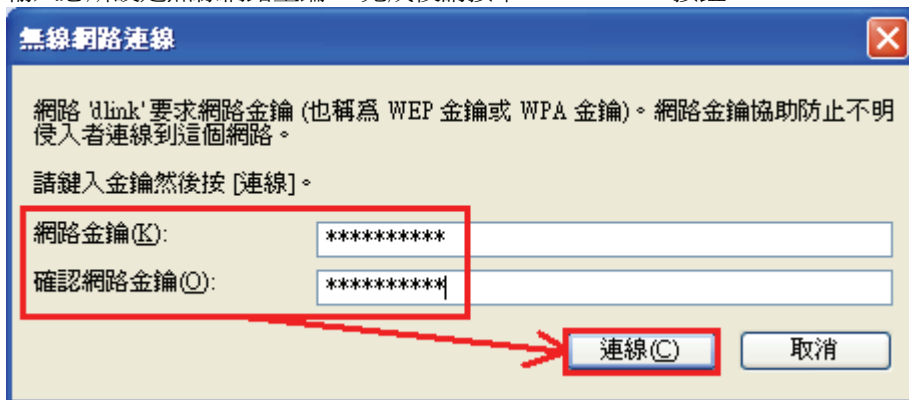 無線網路連線
網路 'dlink' 要求網路金鑰 (也稱為 WEP 金鑰或 WPA 金鑰)。網路金鑰協助防止不明
侵入者連線到這個網路。
請鍵入金鑰然後按 [連線]。
網路金鑰(K): **********
確認網路金鑰(O): **********
連線(C) 取消